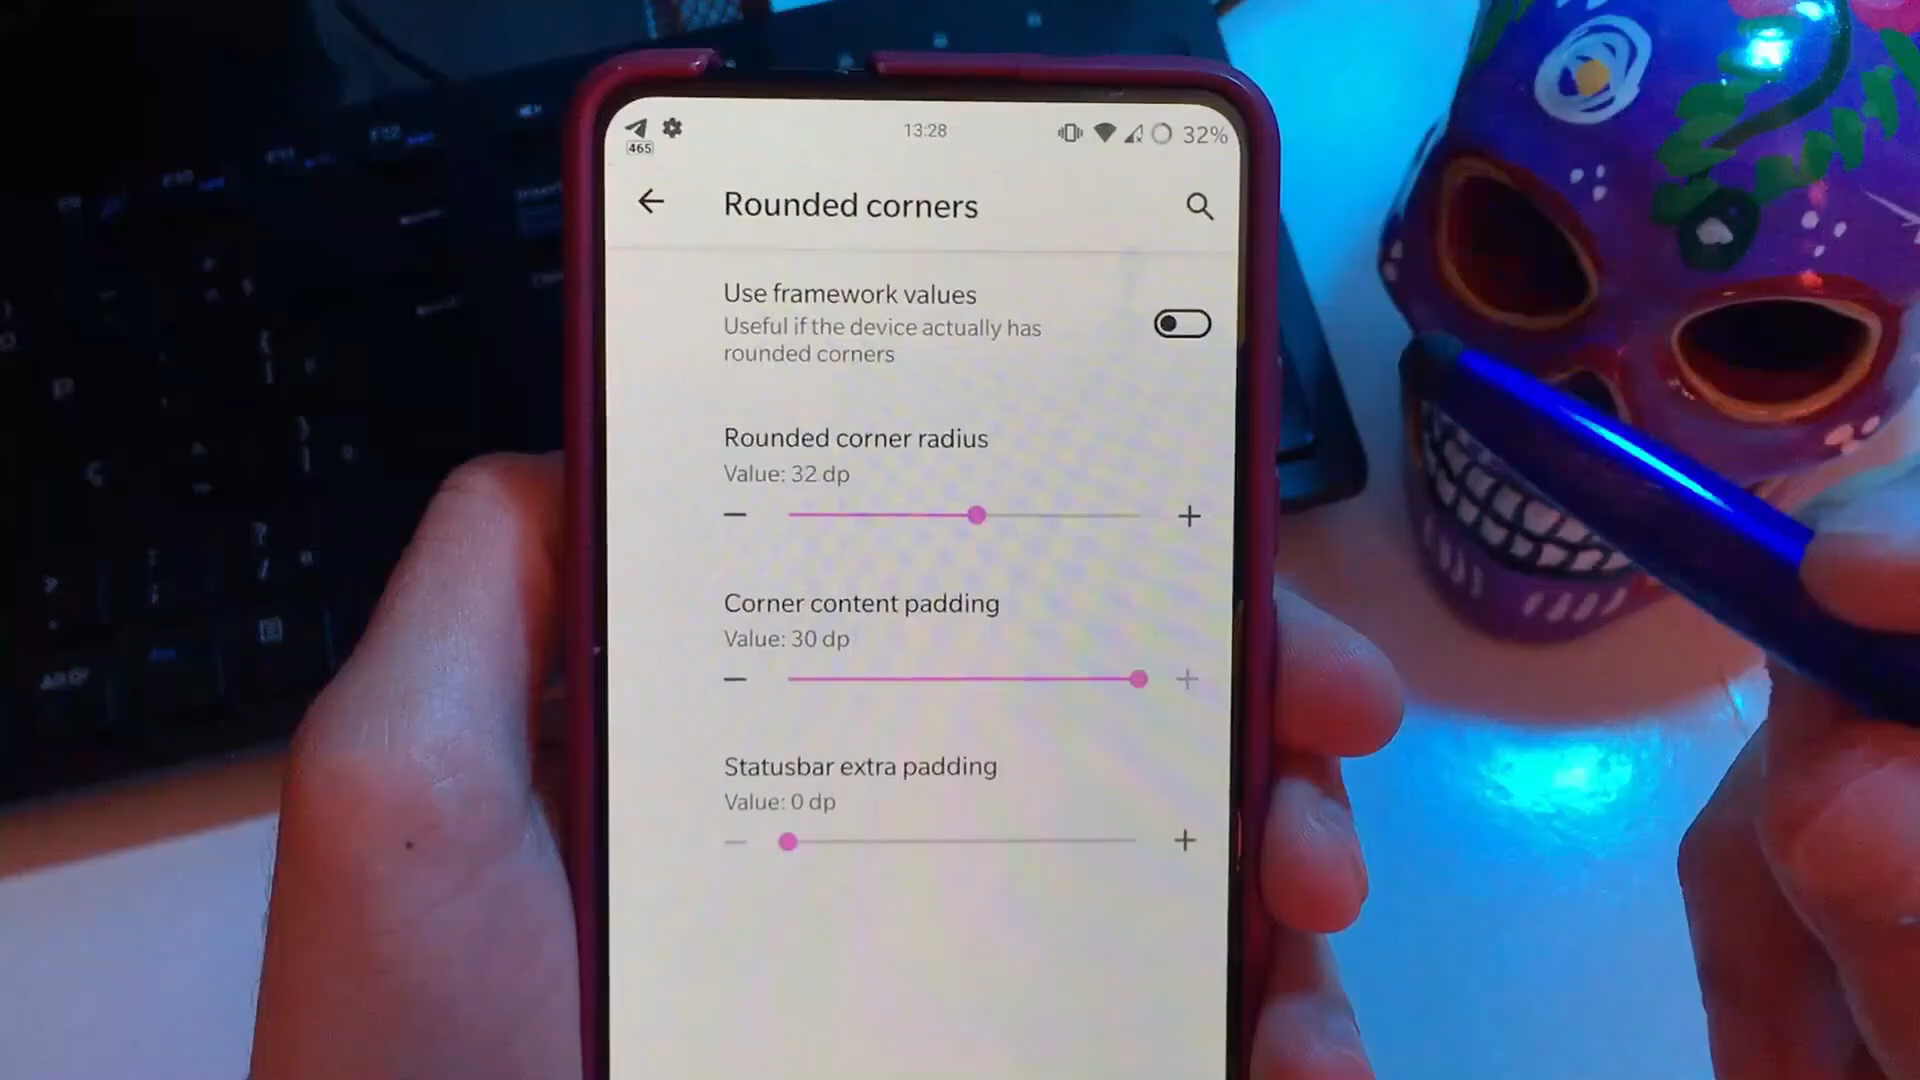 465
13:28
32%
Rounded corners
Use framework values
Useful if the device actually has
rounded corners
Rounded corner radius
Value: 32 dp
Corner content padding
Value: 30 dp
Statusbar extra padding
Value: 0 dp